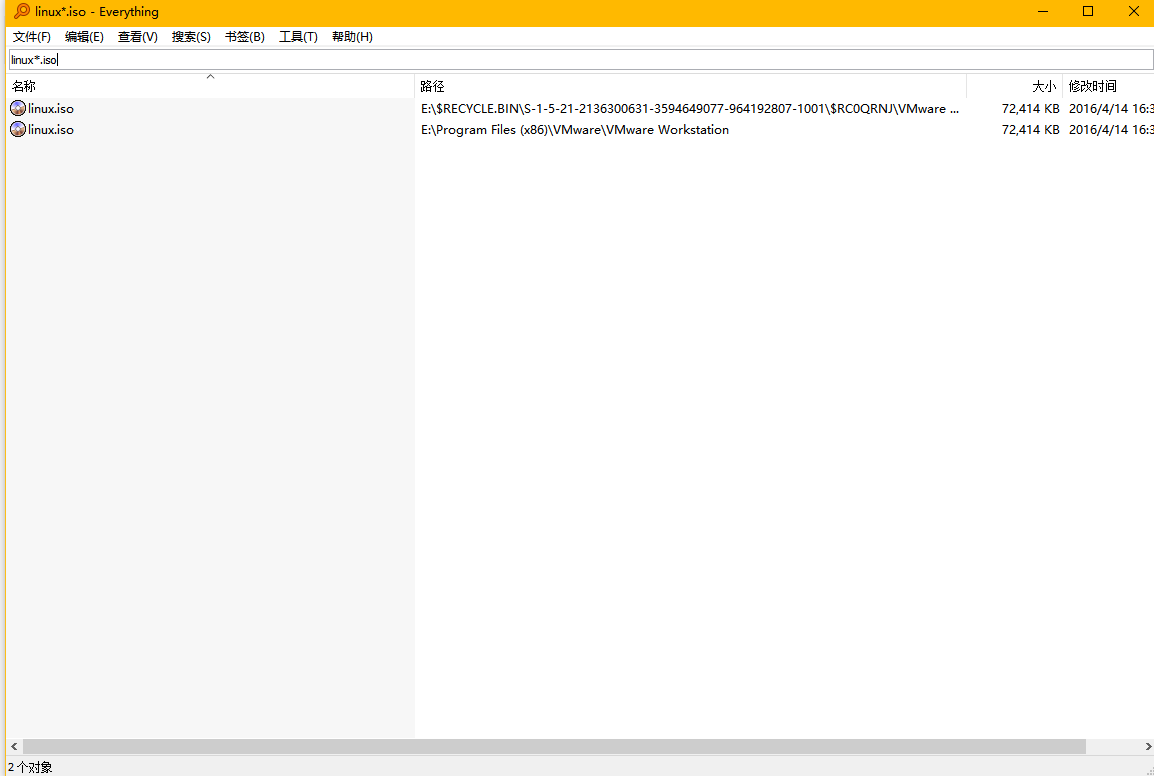 linux*.iso - Everything
文件(F) 编辑(E) 查看(V) 搜索(S) 书签(B) 工具(T) 帮助(H)
linux*.iso
名称 路径 大小 修改时间
linux.iso E:\$RECYCLE.BIN\S-1-5-21-2136300631-3594649077-964192807-1001\$RC0QRNJ\VMware ... 72,414 KB 2016/4/14 16:3
linux.iso E:\Program Files (x86)\VMware\VMware Workstation 72,414 KB 2016/4/14 16:3
2 个对象